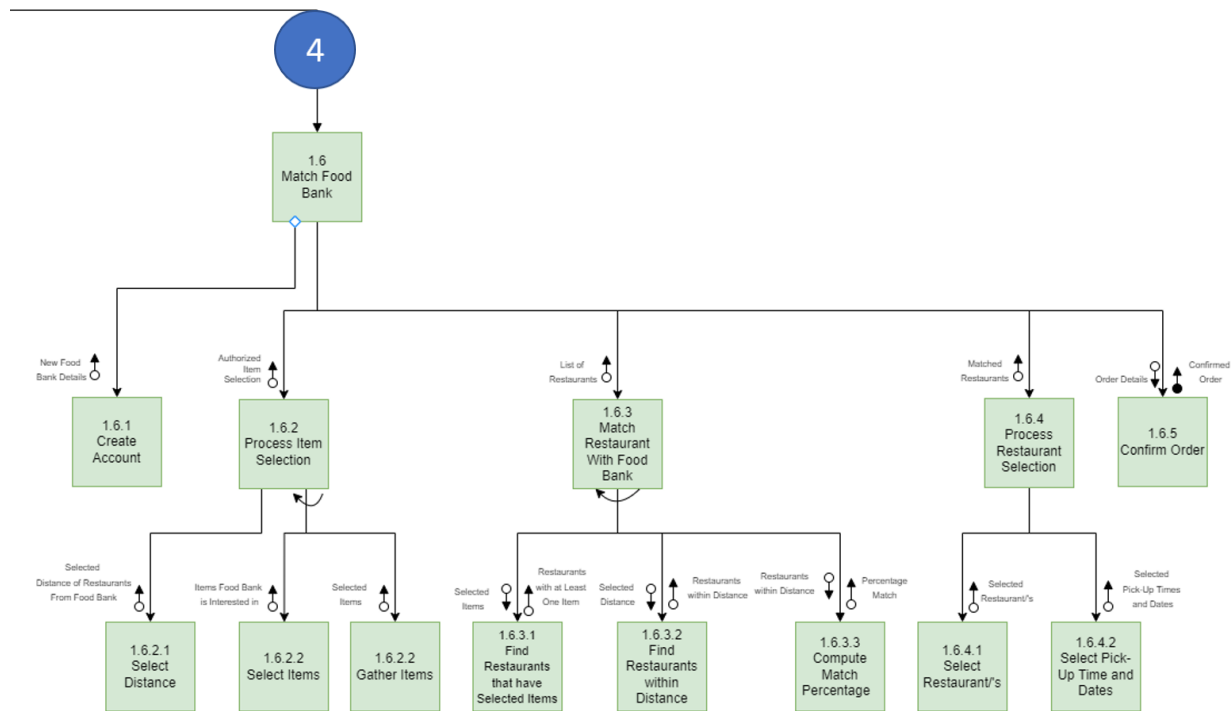 4
1.6
Match Food
Bank
New Food
Bank Details
Authorized
Item
Selection
List of
Restaurants
Matched
Restaurants
Order Details
Confirmed
Order
1.6.1
Create
Account
1.6.2
Process Item
Selection
1.6.3
Match
Restaurant
With Food
Bank
1.6.4
Process
Restaurant
Selection
1.6.5
Confirm Order
Selected
Distance of Restaurants
From Food Bank
Items Food Bank
is Interested in
Selected
Items
Selected
Items
Restaurants
with at Least
One Item
Selected
Distance
Restaurants
within Distance
Restaurants
within Distance
Percentage
Match
Selected
Restaurant/'s
Selected
Pick-Up Times
and Dates
1.6.2.1
Select
Distance
1.6.2.2
Select Items
1.6.2.2
Gather Items
1.6.3.1
Find
Restaurants
that have
Selected Items
1.6.3.2
Find
Restaurants
within
Distance
1.6.3.3
Compute
Match
Percentage
1.6.4.1
Select
Restaurant/'s
1.6.4.2
Select Pick-
Up Time and
Dates